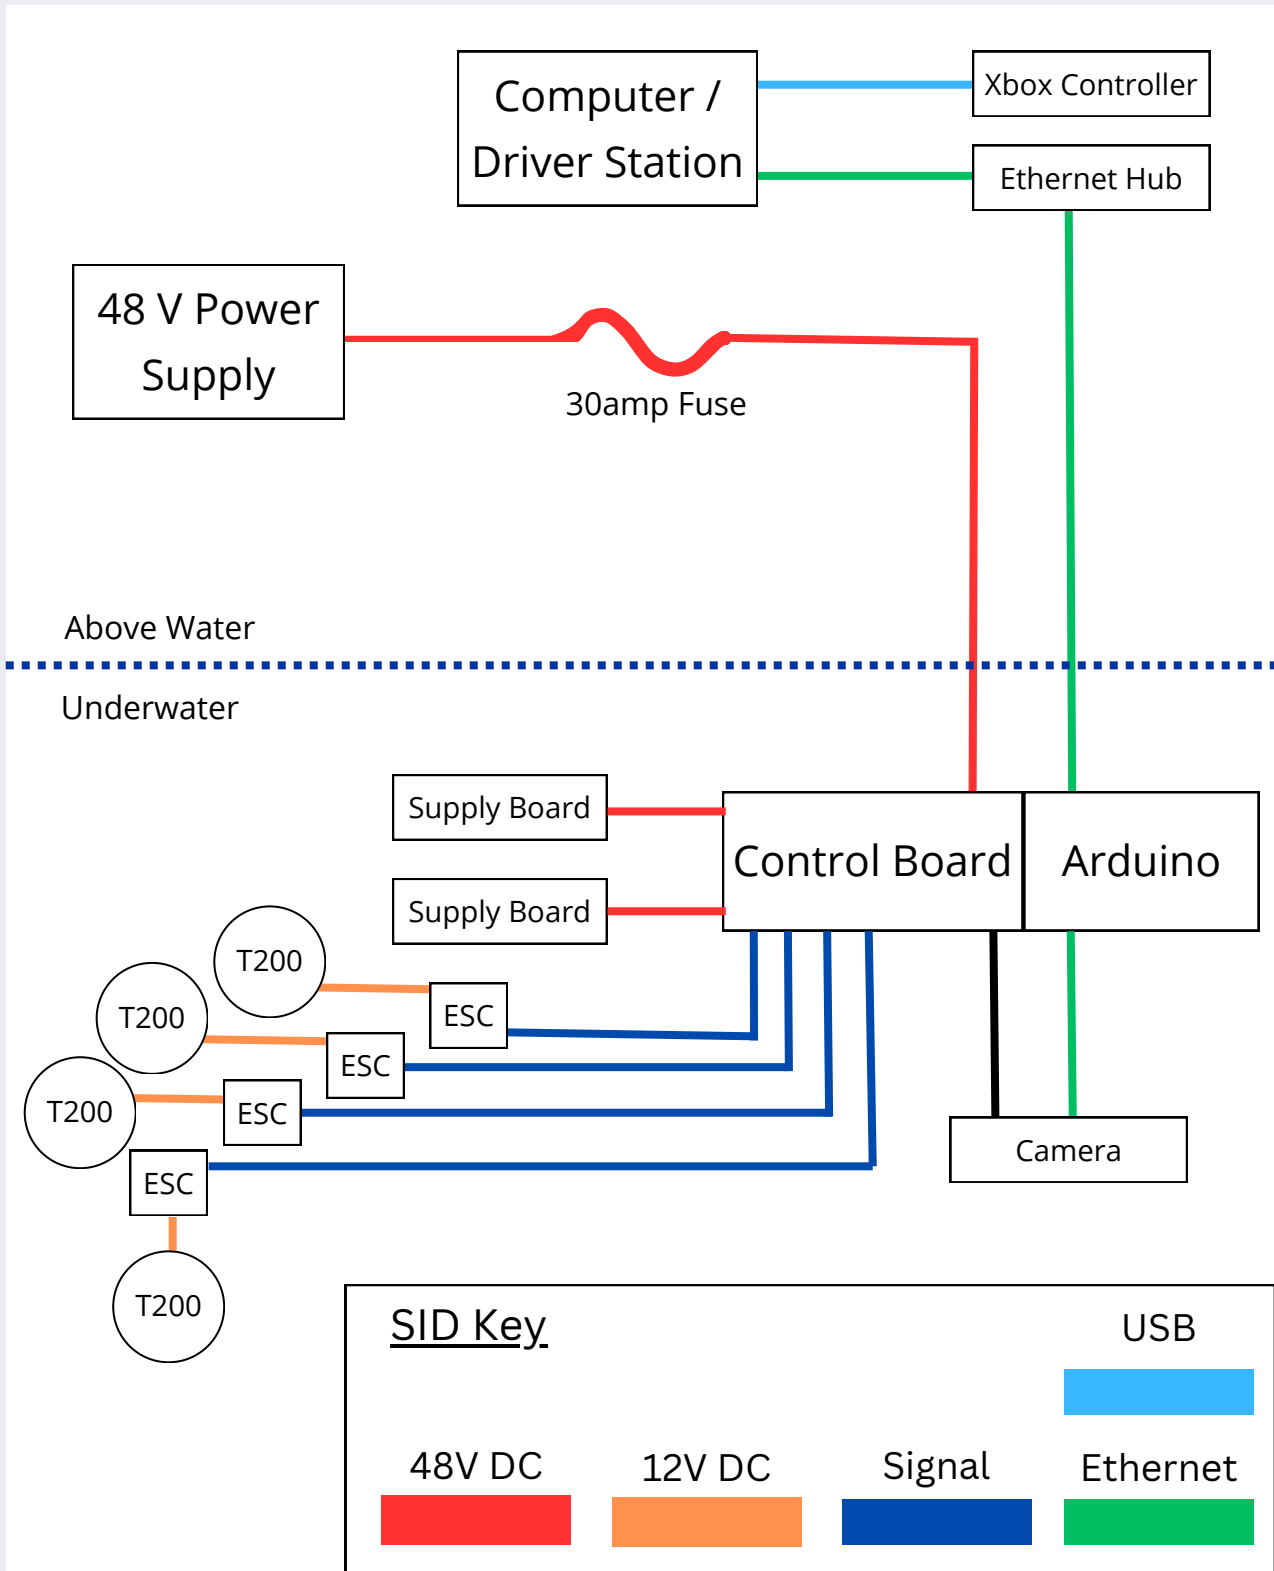 Computer /
Driver Station
Xbox Controller
Ethernet Hub
48 V Power
Supply
30amp Fuse
Above Water
Underwater
Supply Board
Supply Board
Control Board
Arduino
T200
T200
T200
ESC
ESC
ESC
ESC
T200
Camera
SID Key
USB
48V DC
12V DC
Signal
Ethernet